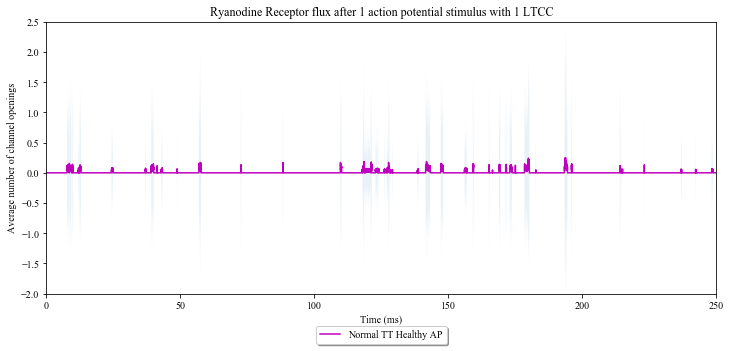 Ryanodine Receptor flux after 1 action potential stimulus with 1 LTCC
Average number of channel openings
2.5
2.0
1.5
1.0
0.5
0.0
−0.5
−1.0
−1.5
−2.0
0 50 100 150 200 250
Time (ms)
Normal TT Healthy AP